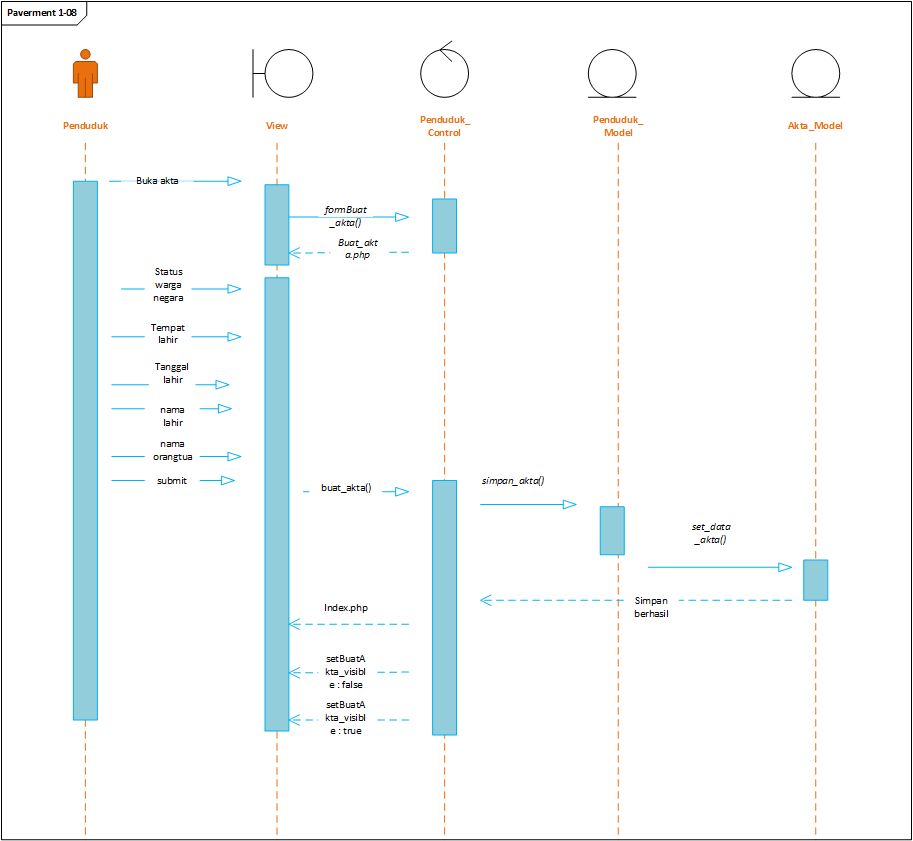 Paverment 1-08
Penduduk
View
Penduduk_
Control
Penduduk_
Model
Akta_Model
Buka akta
formBuat
_akta()
Buat_akt
a.php
Status
warga
negara
Tempat
lahir
Tanggal
lahir
nama
lahir
nama
orangtua
submit
buat_akta()
simpan_akta()
set_data
_akta()
Simpan
berhasil
Index.php
setBuatA
kta_visibl
e : false
setBuatA
kta_visibl
e : true